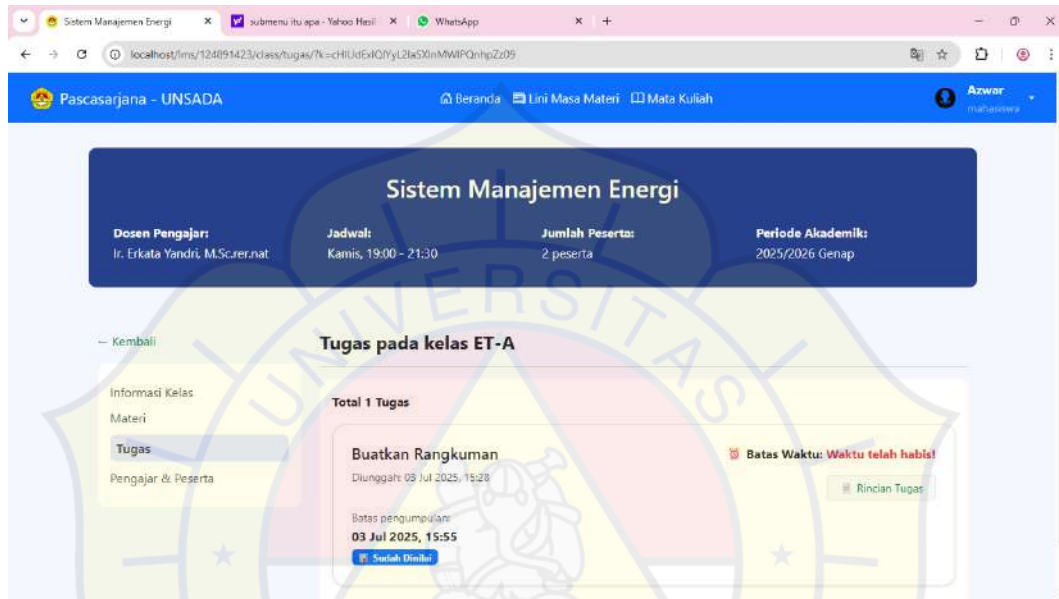 Sistem Manajemen Energi
submenu itu apa - Yahoo Hasil
WhatsApp
localhost/lms/124891423/class/tugas/?k=
Pascasarjana - UNSADA
Beranda
Lini Masa Materi
Mata Kuliah
Azwar
mahasiswa
Sistem Manajemen Energi
Dosen Pengajar:
Ir. Erkata Yandri, M.Sc.rer.nat
Jadwal:
Kamis, 19:00 - 21:30
Jumlah Peserta:
2 peserta
Periode Akademik:
2025/2026 Genap
← Kembali
Informasi Kelas
Materi
Tugas
Pengajar & Peserta
Tugas pada kelas ET-A
Total 1 Tugas
Buatkan Rangkuman
Diunggah: 03 Jul 2025, 15:28
Batas Waktu: Waktu telah habis!
Rincian Tugas
Batas pengumpulan:
03 Jul 2025, 15:55
Sudah Dinilai
UNIVERSITAS